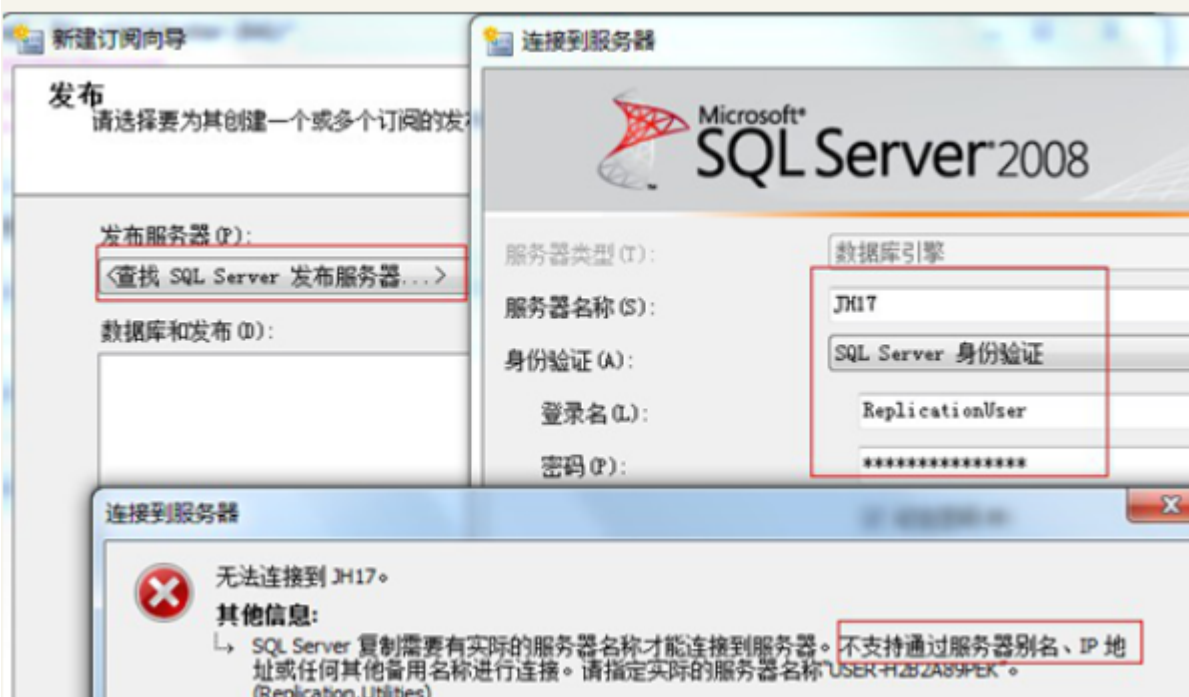 新建订阅向导
发布
请选择要为其创建一个或多个订阅的发
发布服务器(P):
<查找 SQL Server 发布服务器...>
数据库和发布(D):
连接到服务器
Microsoft®
SQL Server 2008
服务器类型(T):
数据库引擎
服务器名称(S):
JH17
身份验证(A):
SQL Server 身份验证
登录名(L):
ReplicationUser
密码(P):
***************
连接到服务器
无法连接到 JH17。
其他信息:
SQL Server 复制需要有实际的服务器名称才能连接到服务器。不支持通过服务器别名、IP 地
址或任何其他备用名称进行连接。请指定实际的服务器名称“USER-H2B2A89PEK”。
(Replication.Utilities)